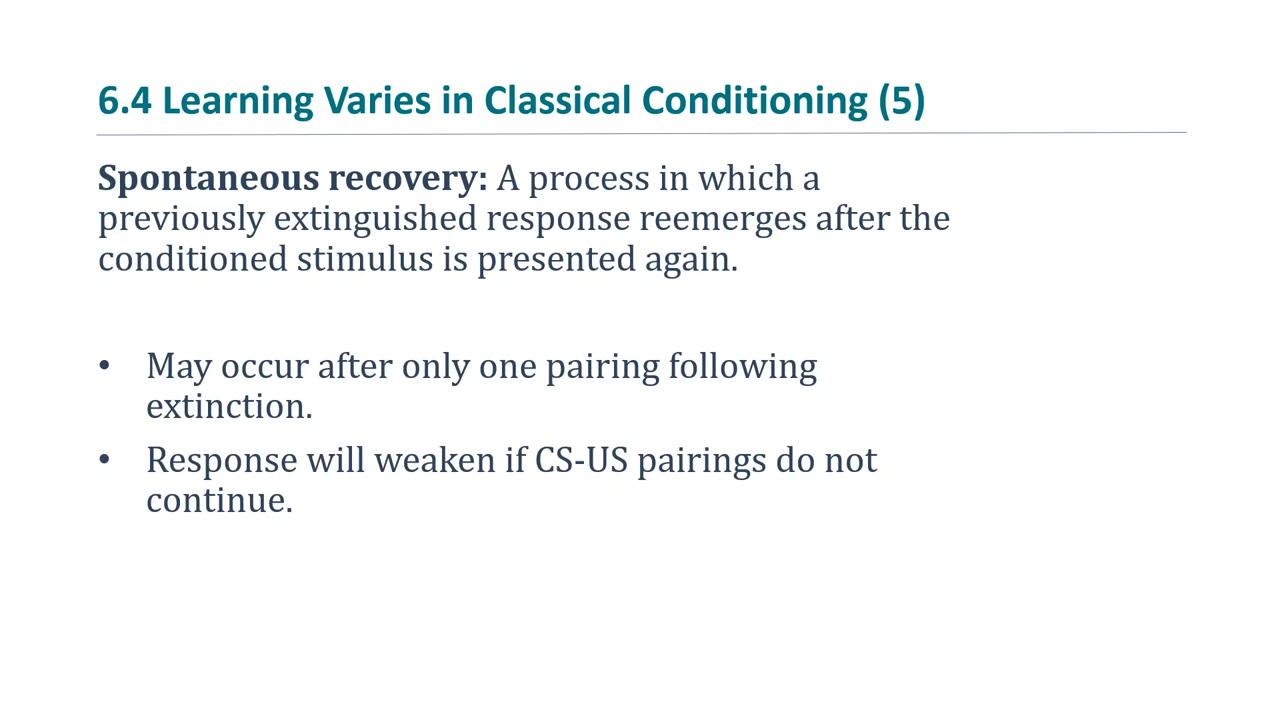 6.4 Learning Varies in Classical Conditioning (5)
Spontaneous recovery: A process in which a
previously extinguished response reemerges after the
conditioned stimulus is presented again.
• May occur after only one pairing following
extinction.
• Response will weaken if CS-US pairings do not
continue.